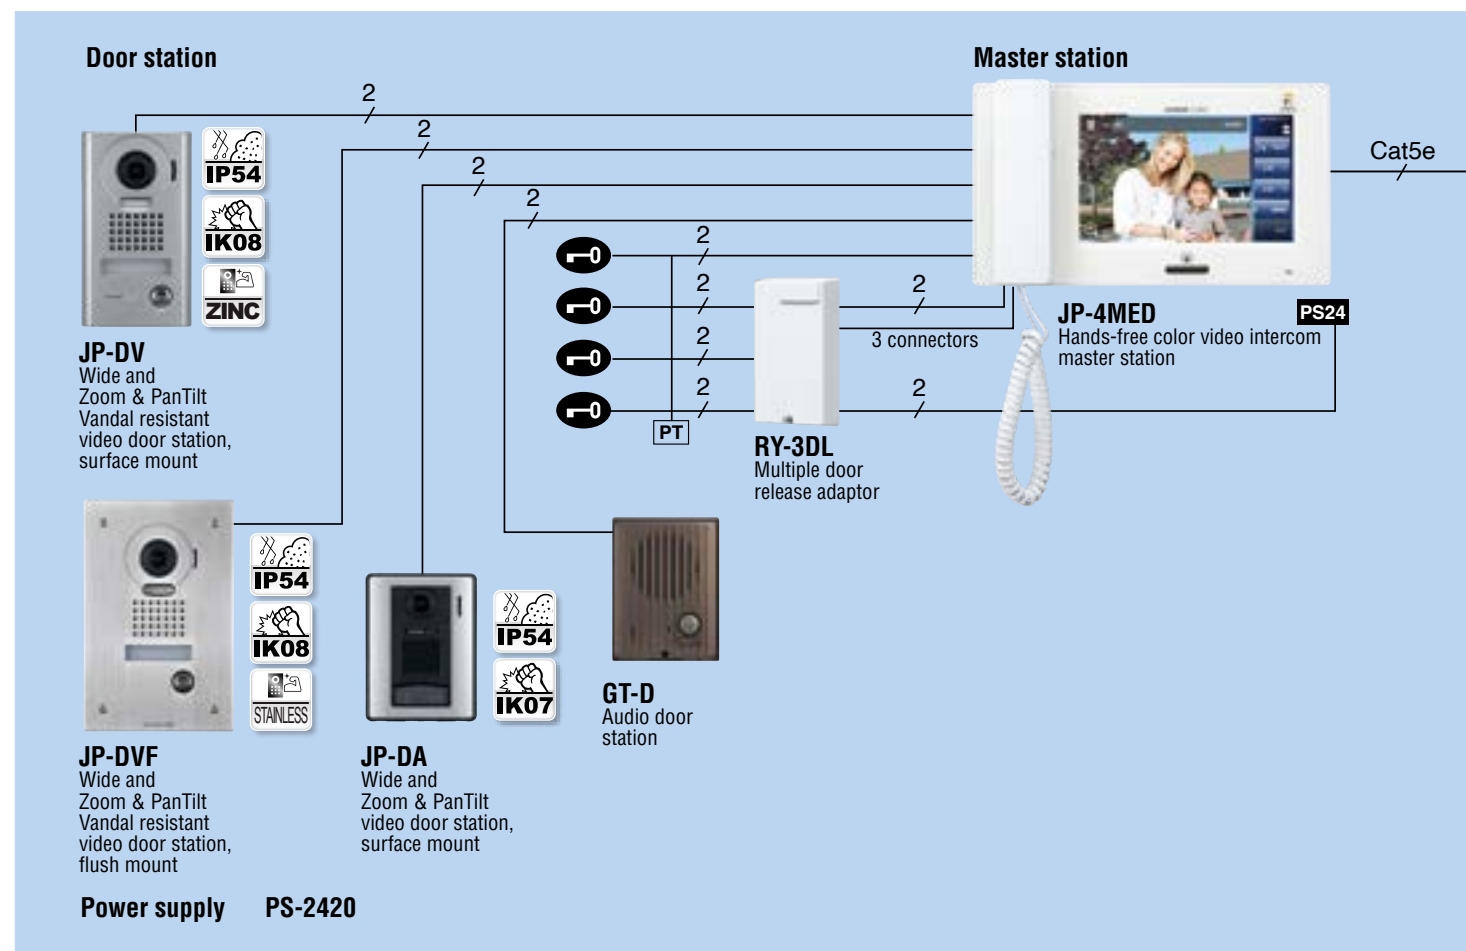 Door station
Master station
2
2
2
2
2
2
2
2
2
2
Cat5e
IP54
IK08
ZINC
JP-DV
Wide and
Zoom & PanTilt
Vandal resistant
video door station,
surface mount
3 connectors
PT
RY-3DL
Multiple door
release adaptor
JP-4MED
Hands-free color video intercom
master station
PS24
IP54
IK08
STAINLESS
JP-DVF
Wide and
Zoom & PanTilt
Vandal resistant
video door station,
flush mount
IP54
IK07
JP-DA
Wide and
Zoom & PanTilt
video door station,
surface mount
GT-D
Audio door
station
Power supply PS-2420